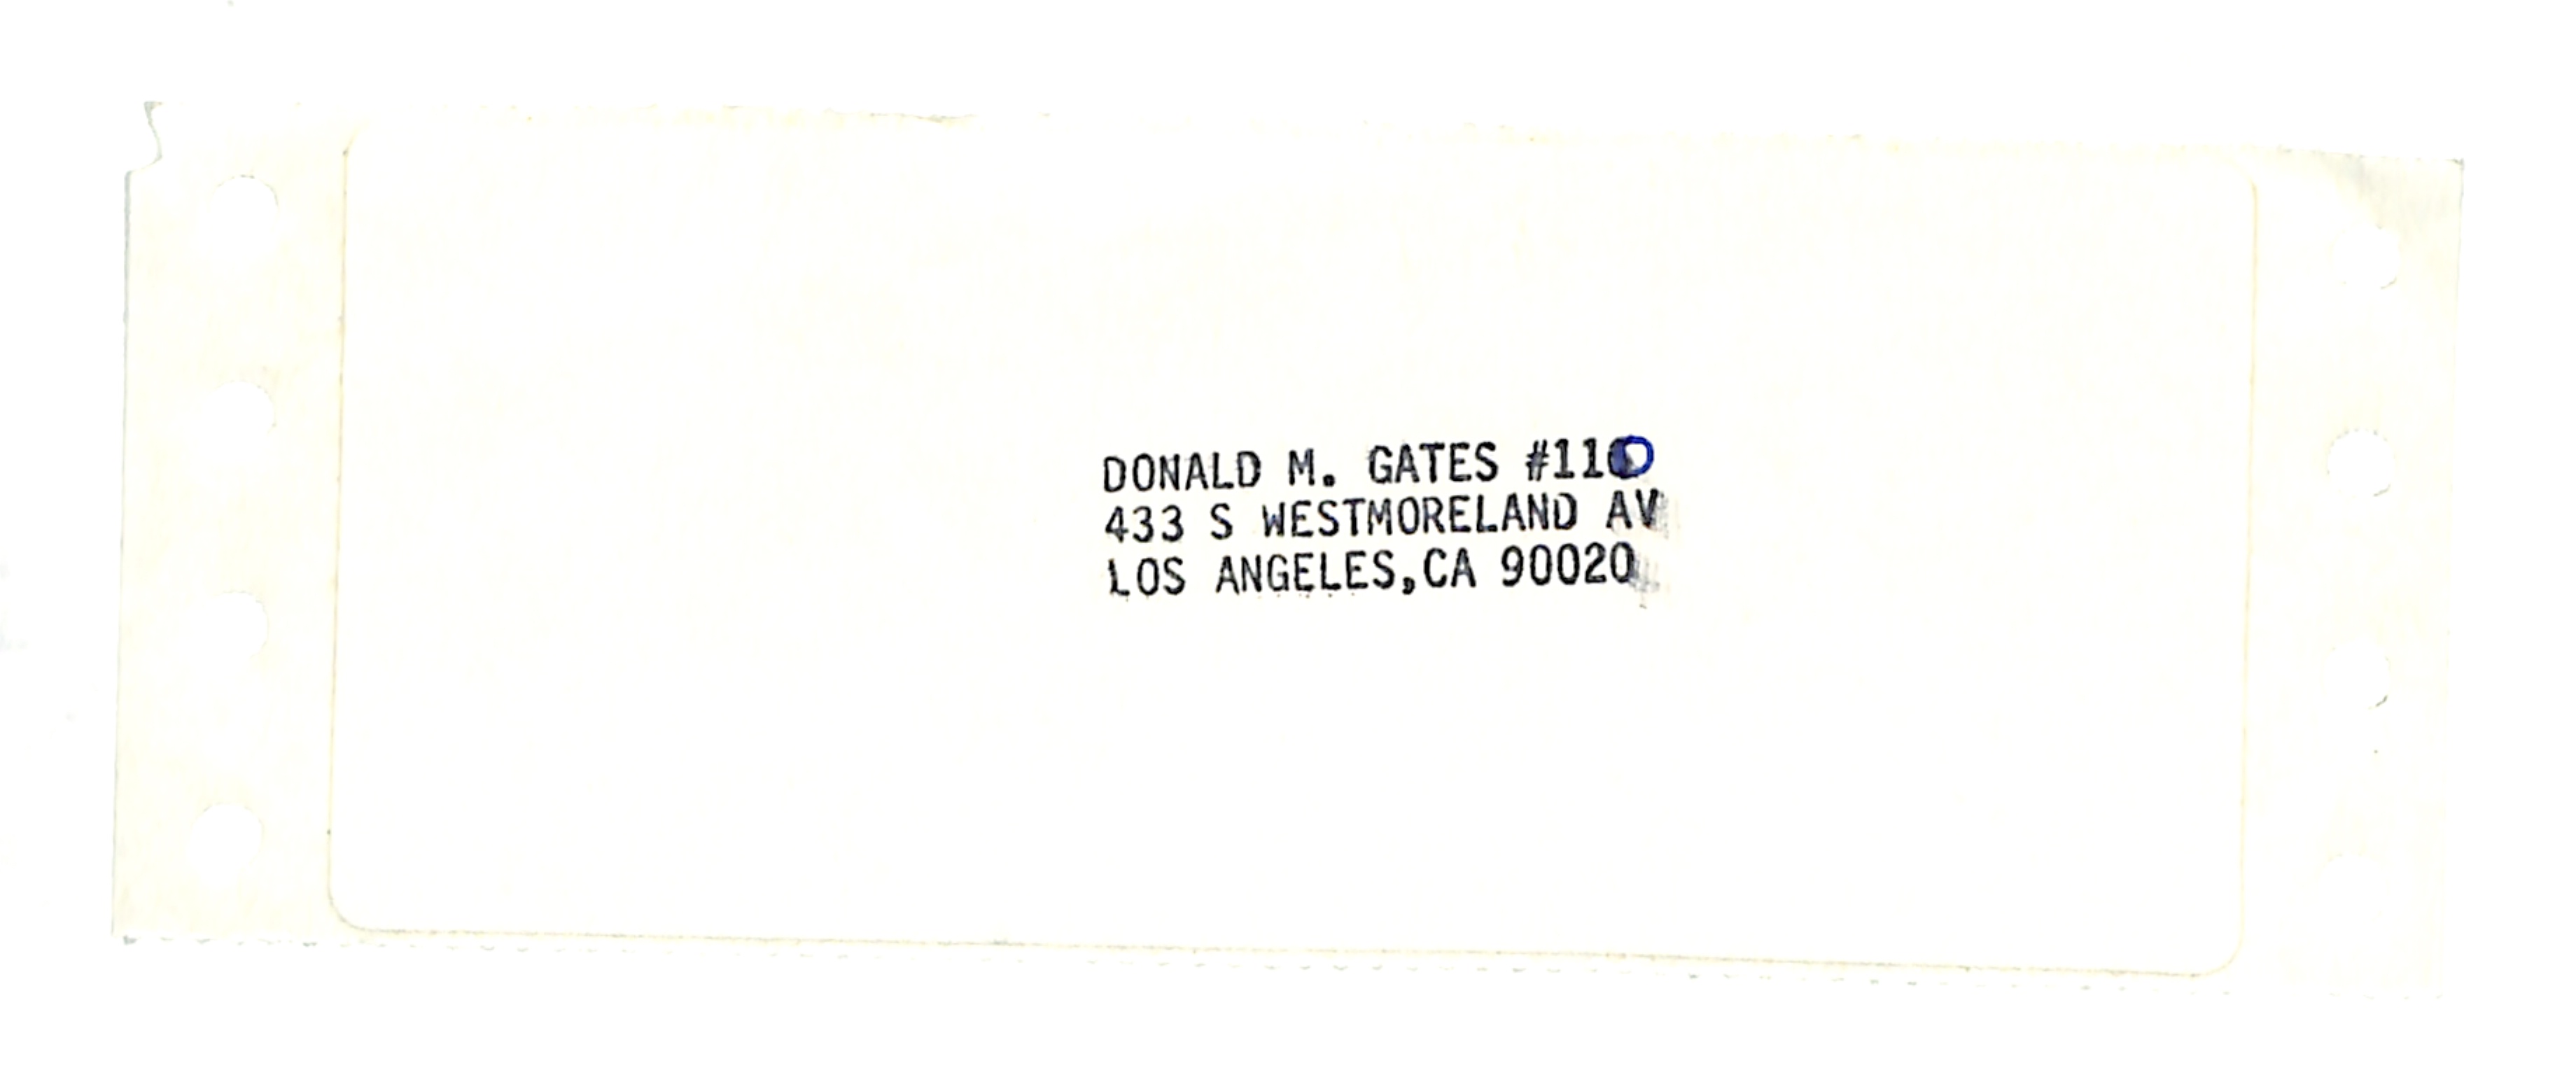 DONALD M. GATES #110
433 S WESTMORELAND AV
LOS ANGELES,CA 90020